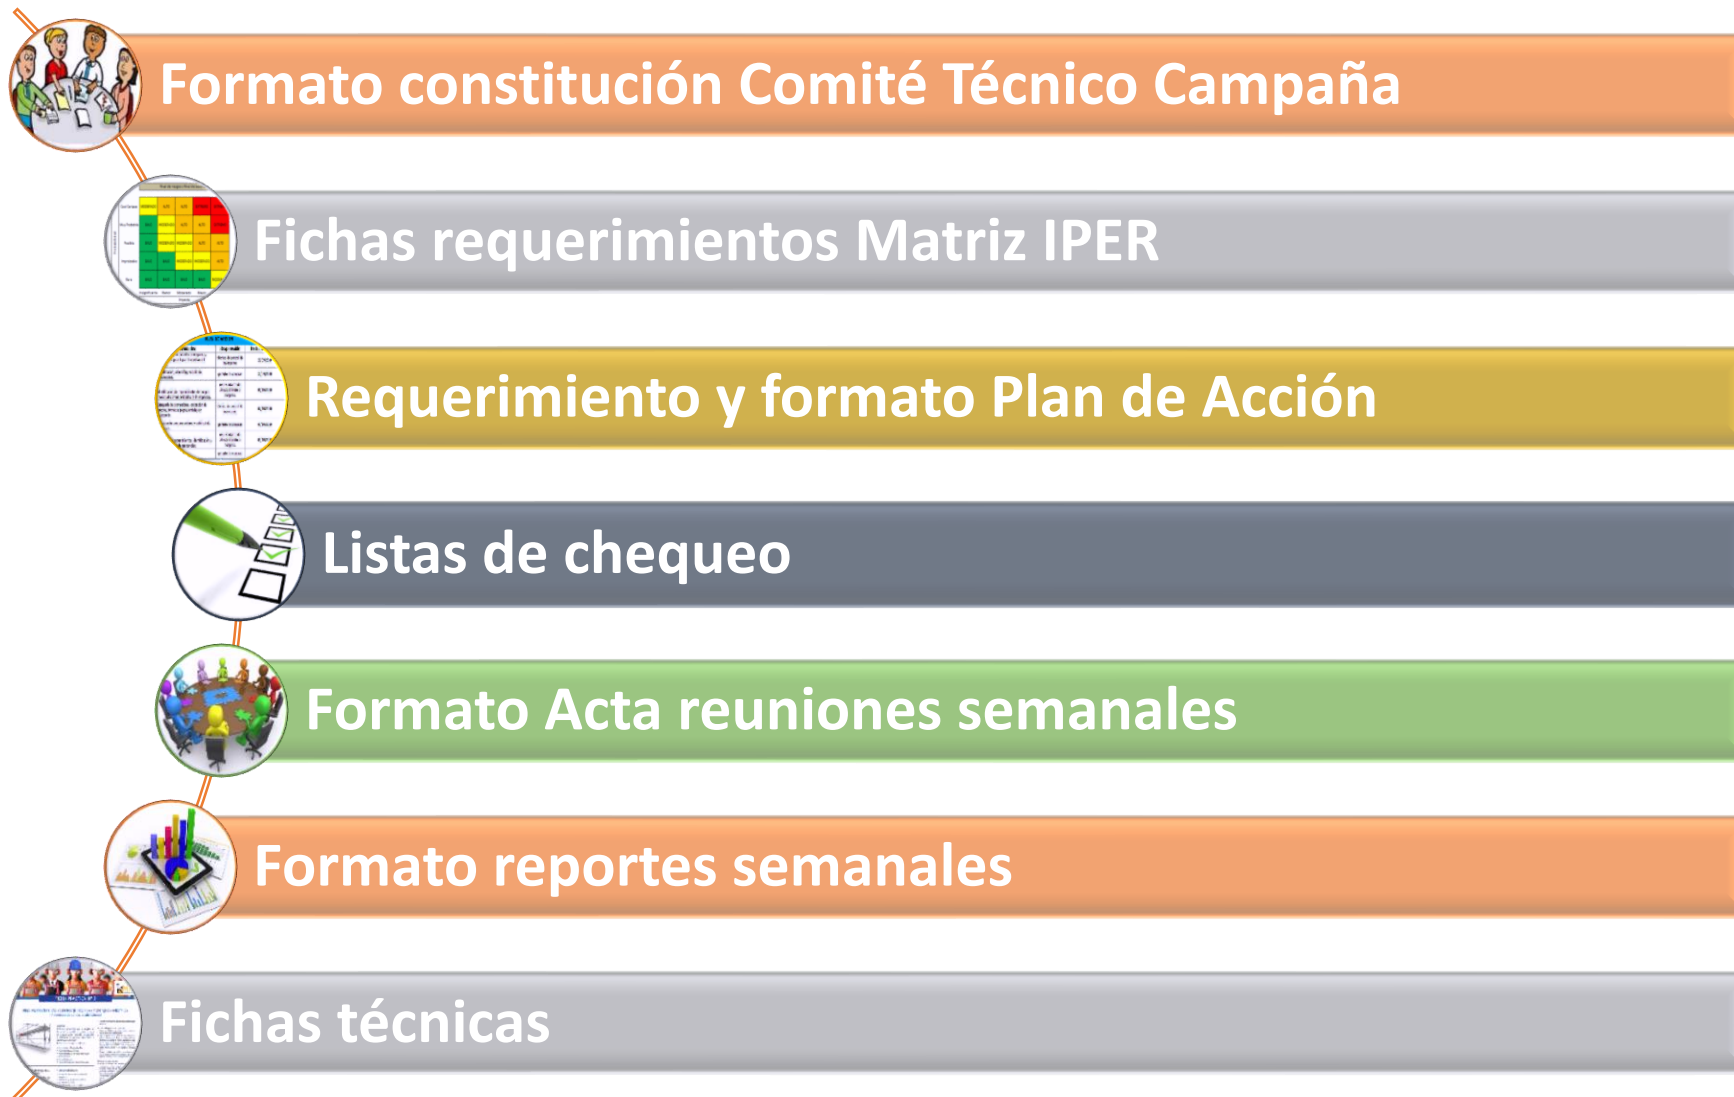 Formato constitución Comité Técnico Campaña
Fichas requerimientos Matriz IPER
Requerimiento y formato Plan de Acción
Listas de chequeo
Formato Acta reuniones semanales
Formato reportes semanales
Fichas técnicas